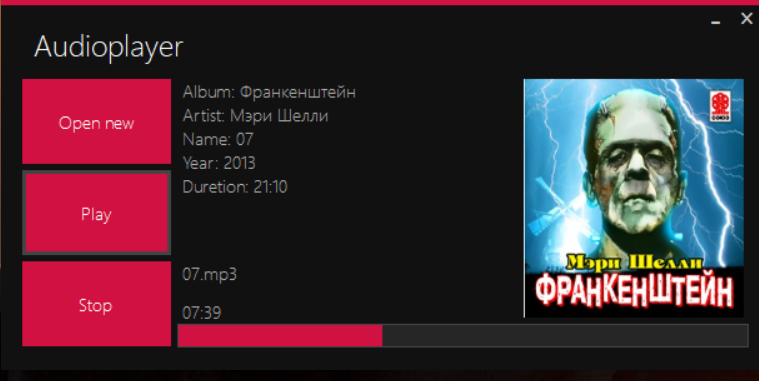 Audioplayer
Open new
Play
Stop
Album: Франкенштейн
Artist: Мэри Шелли
Name: 07
Year: 2013
Duretion: 21:10
07.mp3
07:39
СОЮЗ
Мэри Шелли
ФРАНКЕНШТЕЙН